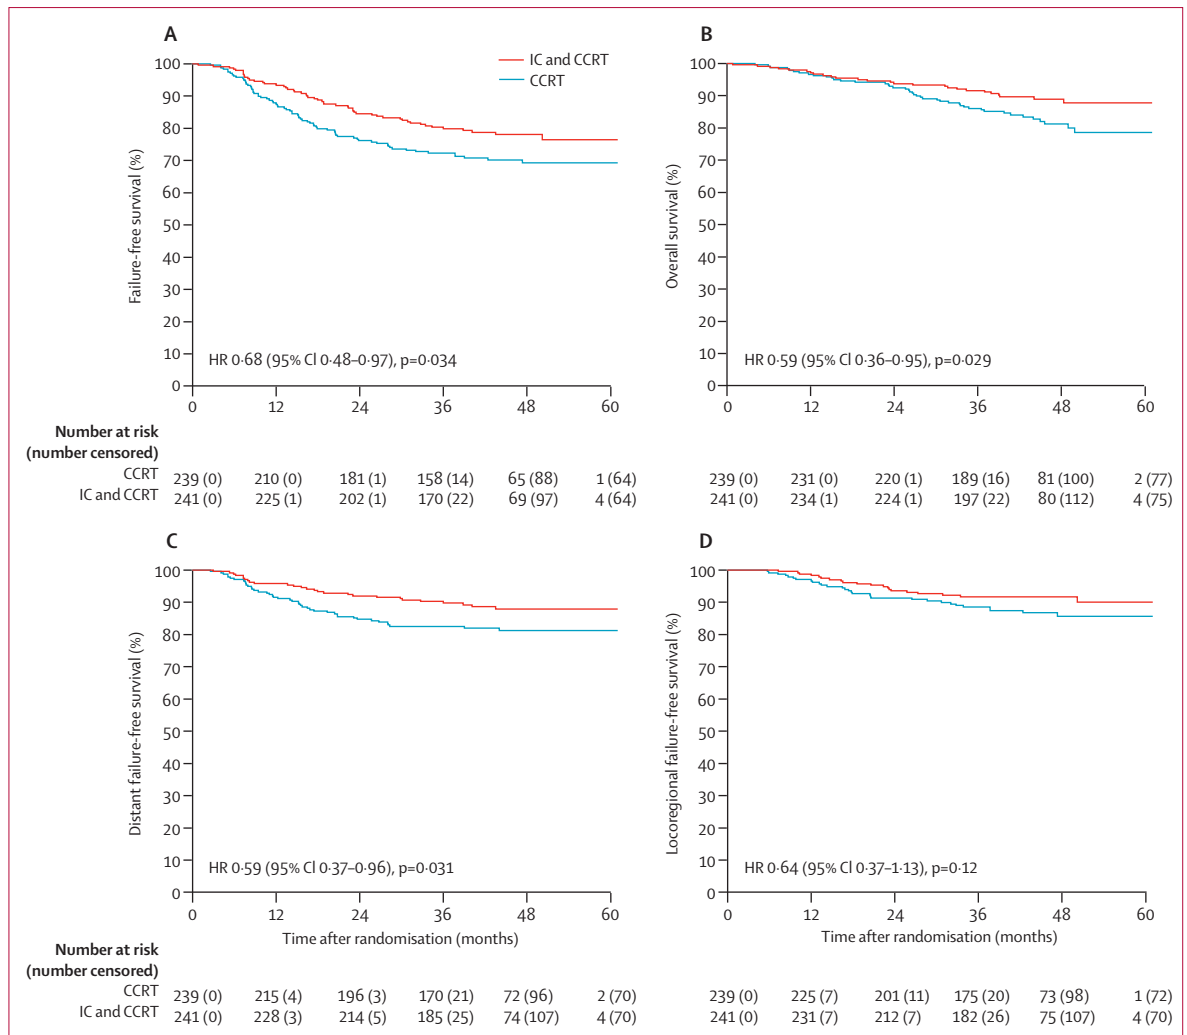 A
100
90
80
70
60
50
40
30
20
10
0
Failure-free survival (%)
IC and CCRT
CCRT
HR 0·68 (95% CI 0·48–0·97), p=0·034
0 12 24 36 48 60
B
100
90
80
70
60
50
40
30
20
10
0
Overall survival (%)
HR 0·59 (95% CI 0·36–0·95), p=0·029
0 12 24 36 48 60
Number at risk
(number censored)
CCRT 239 (0) 210 (0) 181 (1) 158 (14) 65 (88) 1 (64) 239 (0) 231 (0) 220 (1) 189 (16) 81 (100) 2 (77)
IC and CCRT 241 (0) 225 (1) 202 (1) 170 (22) 69 (97) 4 (64) 241 (0) 234 (1) 224 (1) 197 (22) 80 (112) 4 (75)
C
100
90
80
70
60
50
40
30
20
10
0
Distant failure-free survival (%)
HR 0·59 (95% CI 0·37–0·96), p=0·031
0 12 24 36 48 60
Time after randomisation (months)
D
100
90
80
70
60
50
40
30
20
10
0
Locoregional failure-free survival (%)
HR 0·64 (95% CI 0·37–1·13), p=0·12
0 12 24 36 48 60
Time after randomisation (months)
Number at risk
(number censored)
CCRT 239 (0) 215 (4) 196 (3) 170 (21) 72 (96) 2 (70) 239 (0) 225 (7) 201 (11) 175 (20) 73 (98) 1 (72)
IC and CCRT 241 (0) 228 (3) 214 (5) 185 (25) 74 (107) 4 (70) 241 (0) 231 (7) 212 (7) 182 (26) 75 (107) 4 (70)